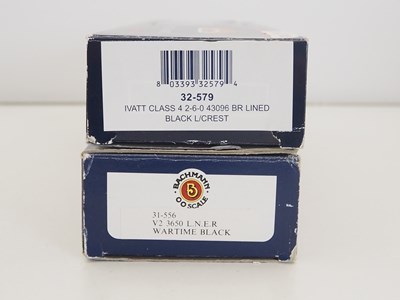 8 03393 32579 4
32-579
IVATT CLASS 4 2-6-0 43096 BR LINED
BLACK L/CREST
BACHMANN
OO SCALE
31-556
V2 3650 L.N.E.R
WARTIME BLACK